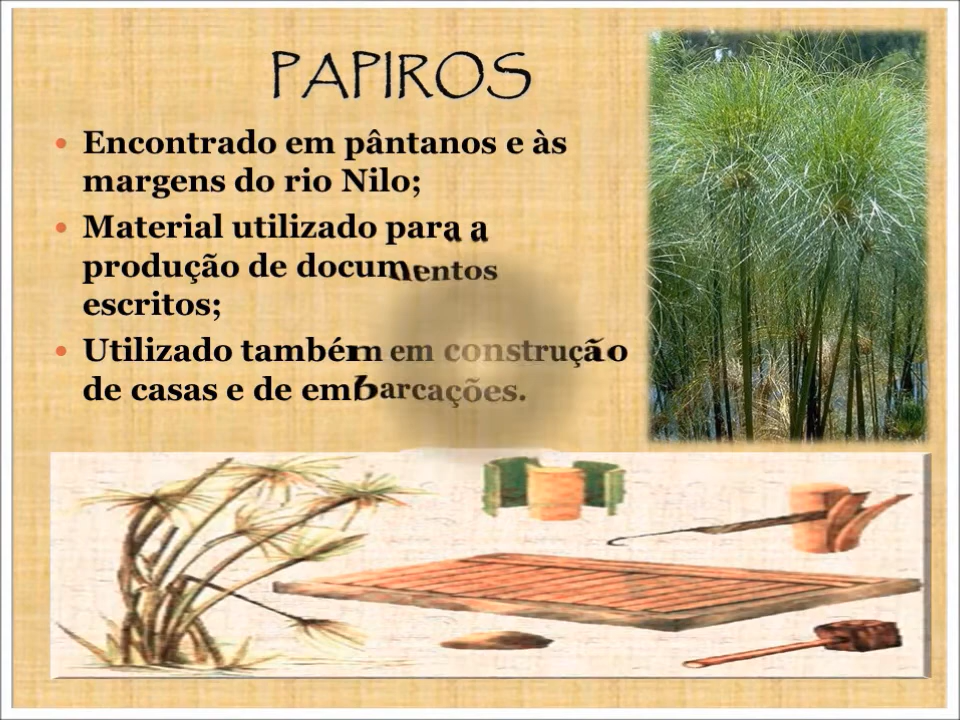 PAPIROS
• Encontrado em pântanos e às
margens do rio Nilo;
• Material utilizado para a
produção de documentos
escritos;
• Utilizado também em construção
de casas e de embarcações.